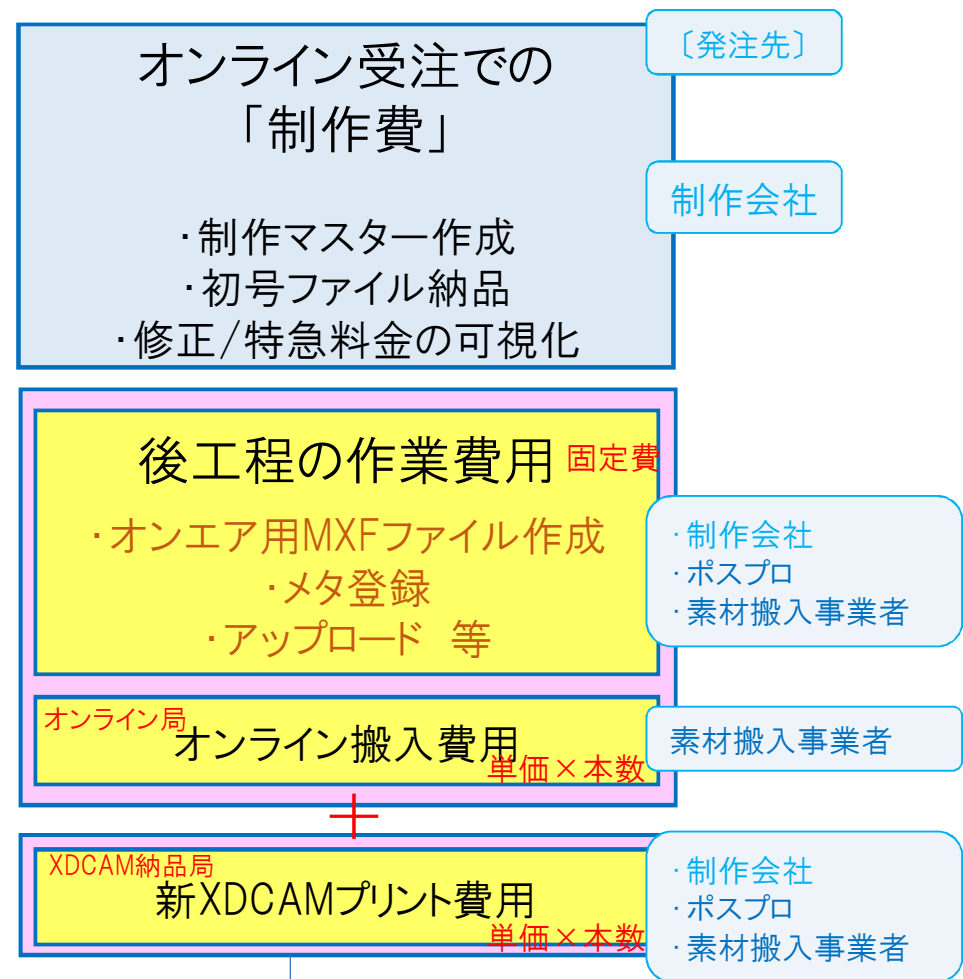 オンライン受注での
「制作費」
〔発注先〕
制作会社
・制作マスター作成
・初号ファイル納品
・修正/特急料金の可視化
後工程の作業費用
固定費
・オンエア用MXFファイル作成
・メタ登録
・アップロード 等
・制作会社
・ポスプロ
・素材搬入事業者
オンライン局
オンライン搬入費用
単価×本数
素材搬入事業者
＋
XDCAM納品局
新XDCAMプリント費用
単価×本数
・制作会社
・ポスプロ
・素材搬入事業者